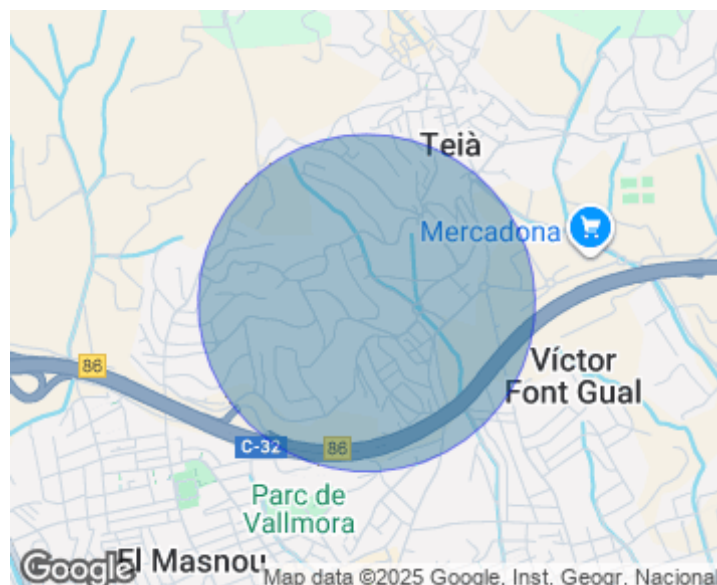 Teià
Mercadona
Víctor
Font Gual
86
C-32
86
Parc de
Vallmora
El Masnou
Google
Map data ©2025 Google, Inst. Geogr. Nacional